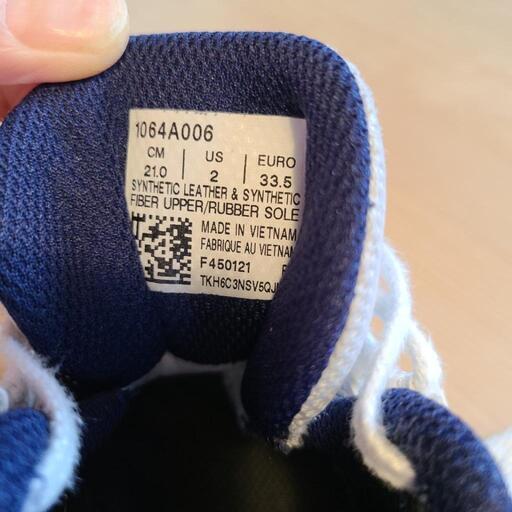 1064A006
CM US EURO
21.0 2 33.5
SYNTHETIC LEATHER & SYNTHETIC
FIBER UPPER/RUBBER SOLE
MADE IN VIETNAM
FABRIQUE AU VIETNAM
F450121
TKH6C3NSV5QJ